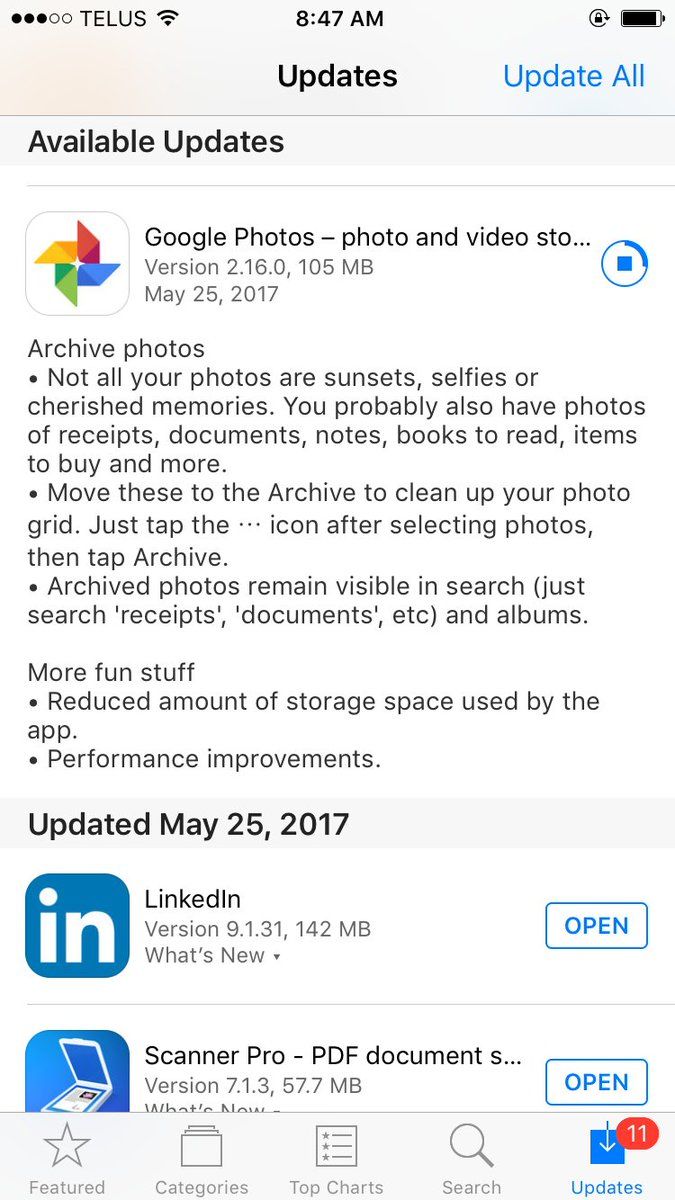 TELUS 8:47 AM
Updates Update All
Available Updates
Google Photos – photo and video sto...
Version 2.16.0, 105 MB
May 25, 2017
Archive photos
• Not all your photos are sunsets, selfies or
cherished memories. You probably also have photos
of receipts, documents, notes, books to read, items
to buy and more.
• Move these to the Archive to clean up your photo
grid. Just tap the ··· icon after selecting photos,
then tap Archive.
• Archived photos remain visible in search (just
search 'receipts', 'documents', etc) and albums.
More fun stuff
• Reduced amount of storage space used by the
app.
• Performance improvements.
Updated May 25, 2017
in
LinkedIn
Version 9.1.31, 142 MB
What's New
OPEN
Scanner Pro - PDF document s...
Version 7.1.3, 57.7 MB
What's New
OPEN
11
Featured Categories Top Charts Search Updates